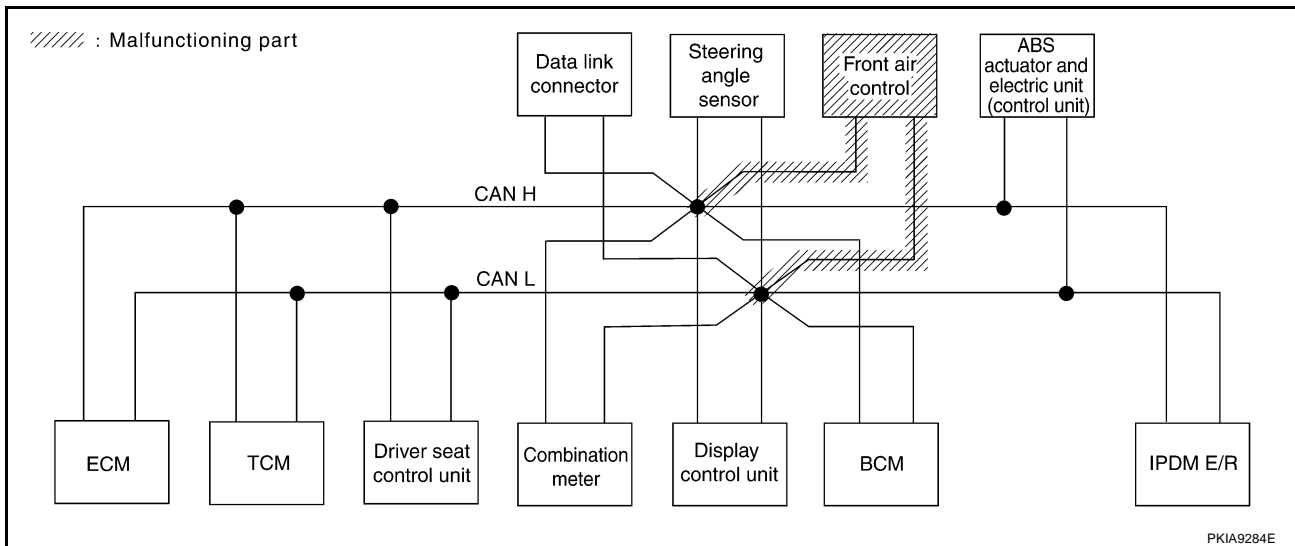 : Malfunctioning part
Data link
connector
Steering
angle
sensor
Front air
control
ABS
actuator and
electric unit
(control unit)
CAN H
CAN L
ECM
TCM
Driver seat
control unit
Combination
meter
Display
control unit
BCM
IPDM E/R
PKIA9284E